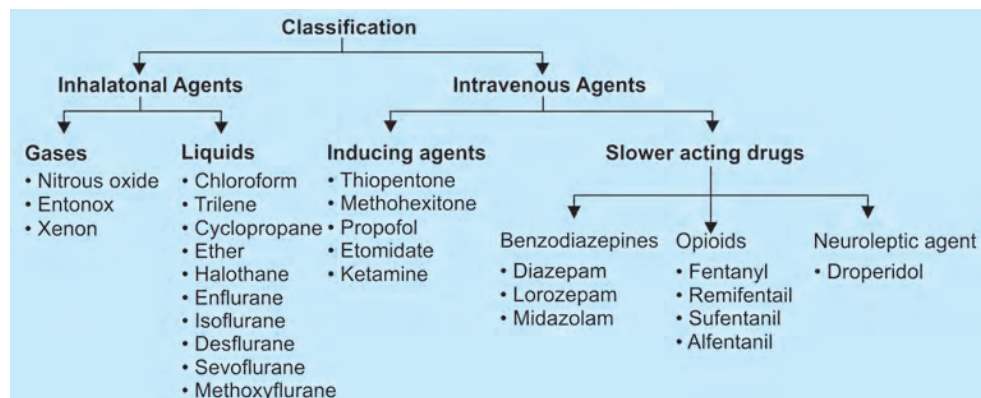 Classification
Inhalatonal Agents
Intravenous Agents
Gases
• Nitrous oxide
• Entonox
• Xenon
Liquids
• Chloroform
• Trilene
• Cyclopropane
• Ether
• Halothane
• Enflurane
• Isoflurane
• Desflurane
• Sevoflurane
• Methoxyflurane
Inducing agents
• Thiopentone
• Methohexitone
• Propofol
• Etomidate
• Ketamine
Slower acting drugs
Benzodiazepines
• Diazepam
• Lorozepam
• Midazolam
Opioids
• Fentanyl
• Remifentail
• Sufentanil
• Alfentanil
Neuroleptic agent
• Droperidol